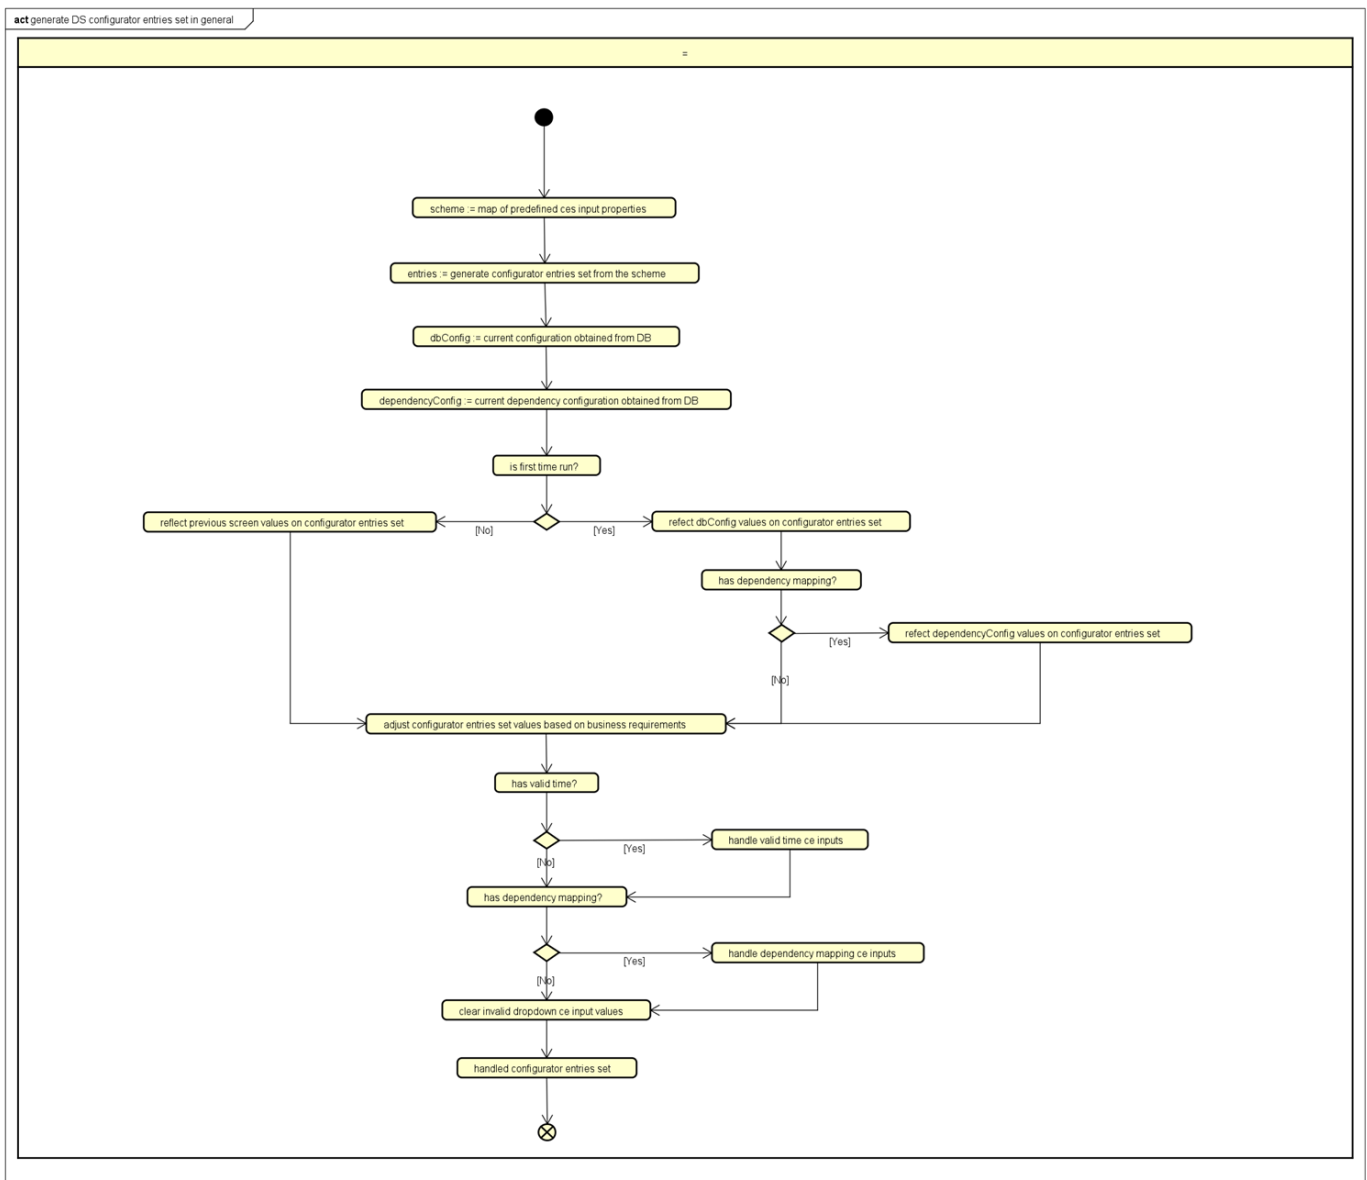 act generate DS configurator entries set in general
=
scheme := map of predefined ces input properties
entries := generate configurator entries set from the scheme
dbConfig := current configuration obtained from DB
dependencyConfig := current dependency configuration obtained from DB
is first time run?
reflect previous screen values on configurator entries set
[No]
[Yes]
refect dbConfig values on configurator entries set
has dependency mapping?
[Yes]
refect dependencyConfig values on configurator entries set
[No]
adjust configurator entries set values based on business requirements
has valid time?
[Yes]
handle valid time ce inputs
[No]
has dependency mapping?
[Yes]
handle dependency mapping ce inputs
[No]
clear invalid dropdown ce input values
handled configurator entries set